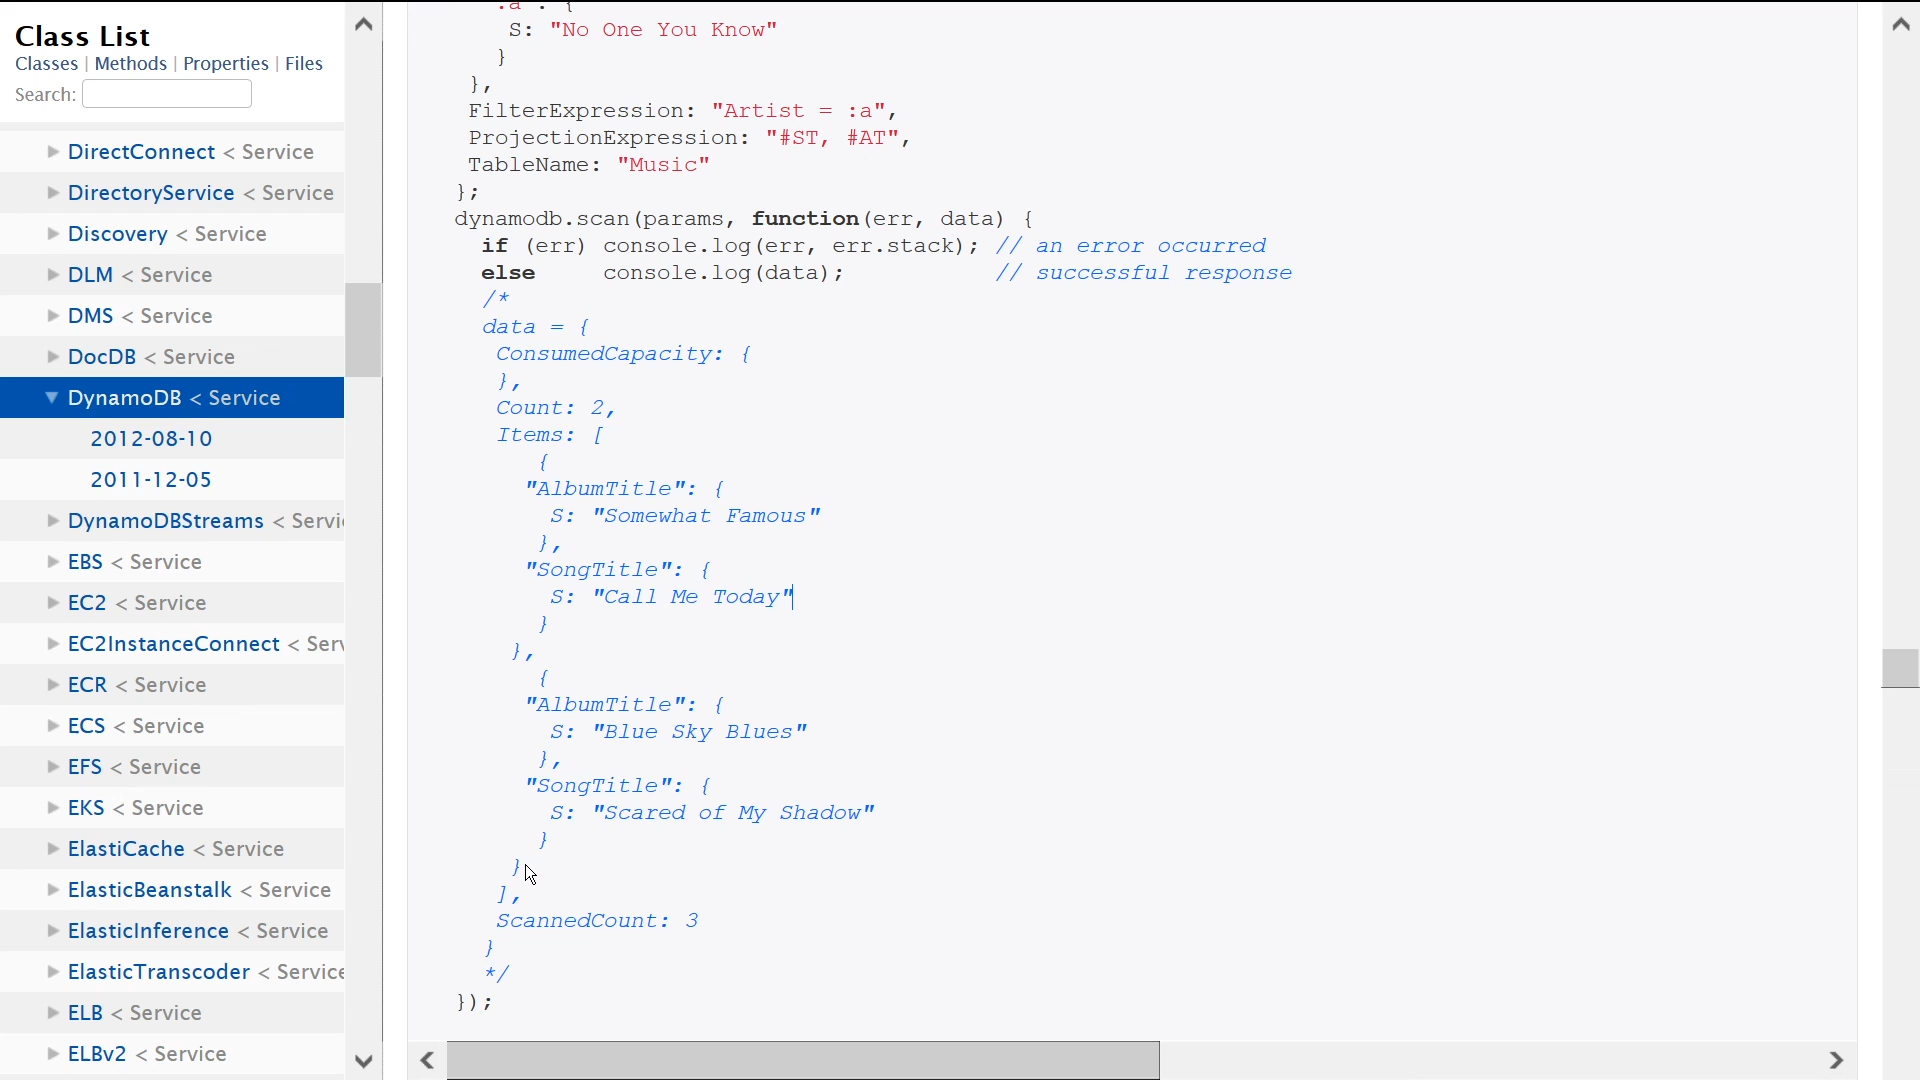 Class List
Classes | Methods | Properties | Files
Search:
DirectConnect < Service
DirectoryService < Service
Discovery < Service
DLM < Service
DMS < Service
DocDB < Service
DynamoDB < Service
2012-08-10
2011-12-05
DynamoDBStreams < Servi
EBS < Service
EC2 < Service
EC2InstanceConnect < Serv
ECR < Service
ECS < Service
EFS < Service
EKS < Service
ElastiCache < Service
ElasticBeanstalk < Service
ElasticInference < Service
ElasticTranscoder < Service
ELB < Service
ELBv2 < Service
":a": {
S: "No One You Know"
}
},
FilterExpression: "Artist = :a",
ProjectionExpression: "#ST, #AT",
TableName: "Music"
};
dynamodb.scan(params, function(err, data) {
if (err) console.log(err, err.stack); // an error occurred
else     console.log(data);           // successful response
/*
data = {
ConsumedCapacity: {
},
Count: 2,
Items: [
{
"AlbumTitle": {
S: "Somewhat Famous"
},
"SongTitle": {
S: "Call Me Today"
}
},
{
"AlbumTitle": {
S: "Blue Sky Blues"
},
"SongTitle": {
S: "Scared of My Shadow"
}
}
],
ScannedCount: 3
}
*/
});